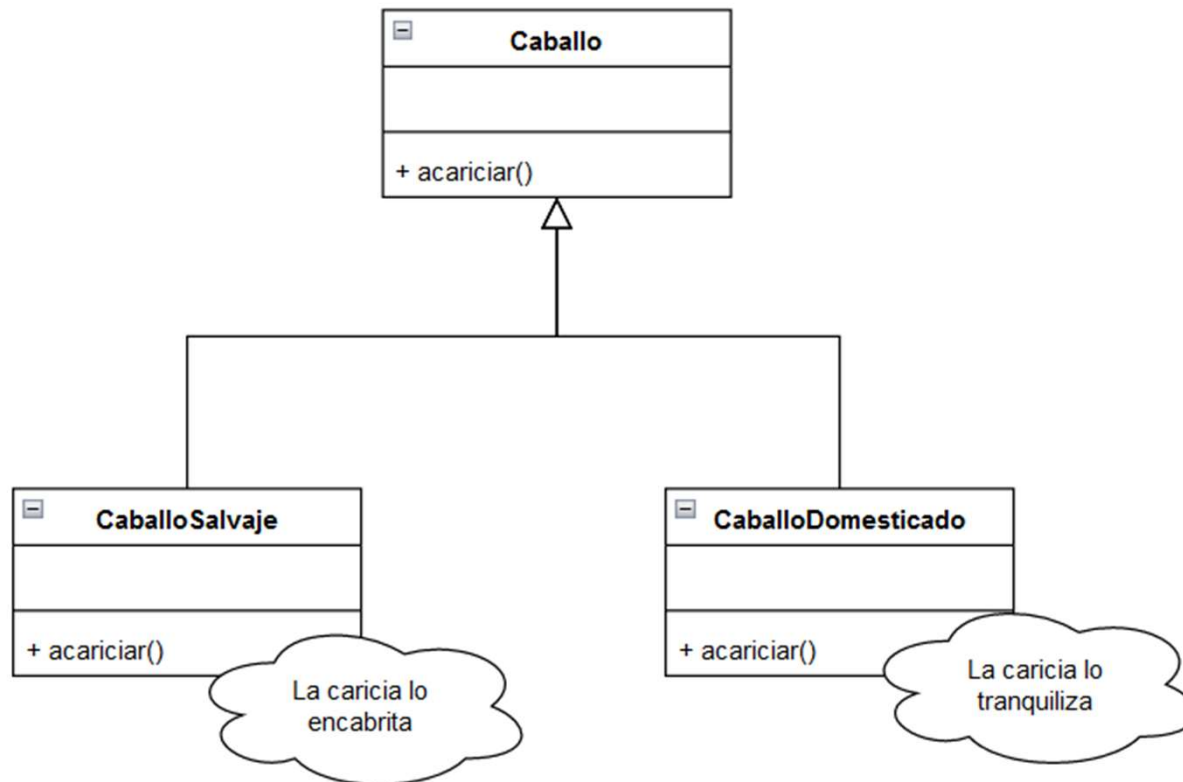 Caballo
+ acariciar()
CaballoSalvaje
+ acariciar()
La caricia lo
encabrita
CaballoDomesticado
+ acariciar()
La caricia lo
tranquiliza